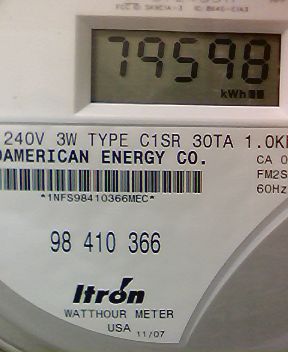 79598
kWh
240V 3W TYPE C1SR 30TA 1.0K
DAMERICAN ENERGY CO.
CA 0
FM2S
60Hz
*1NFS98410366MEC*
98 410 366
Itron
WATTHOUR METER
USA 11/07